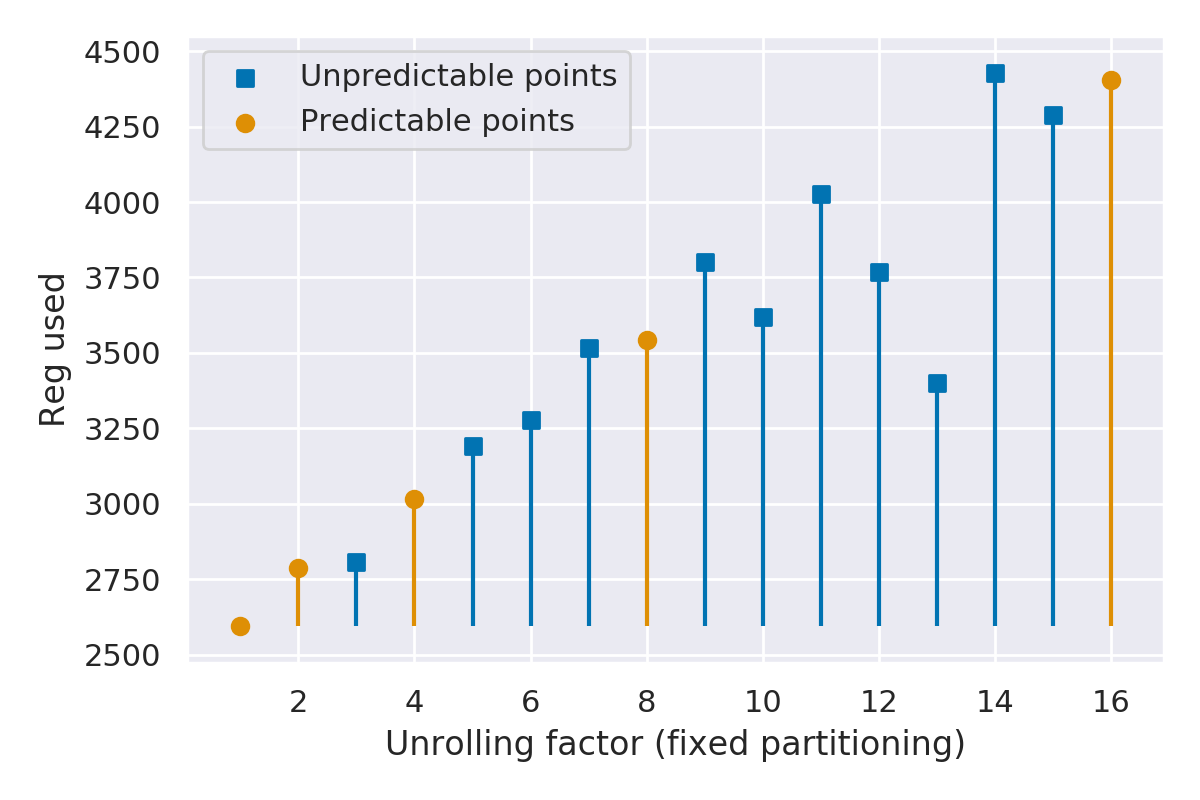 Unpredictable points
Predictable points
4500
4250
4000
3750
3500
3250
3000
2750
2500
Reg used
2 4 6 8 10 12 14 16
Unrolling factor (fixed partitioning)